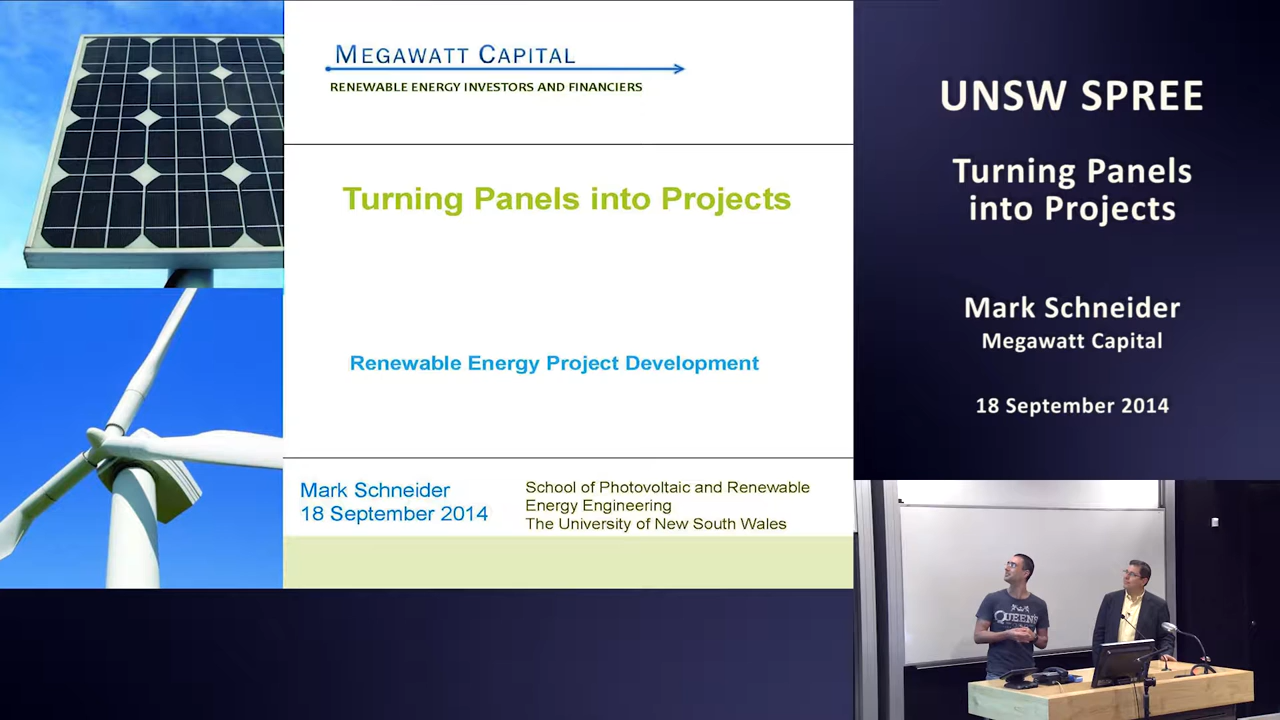 MEGAWATT CAPITAL
RENEWABLE ENERGY INVESTORS AND FINANCIERS
Turning Panels into Projects
Renewable Energy Project Development
Mark Schneider
18 September 2014
School of Photovoltaic and Renewable
Energy Engineering
The University of New South Wales
UNSW SPREE
Turning Panels
into Projects
Mark Schneider
Megawatt Capital
18 September 2014
QUEENS